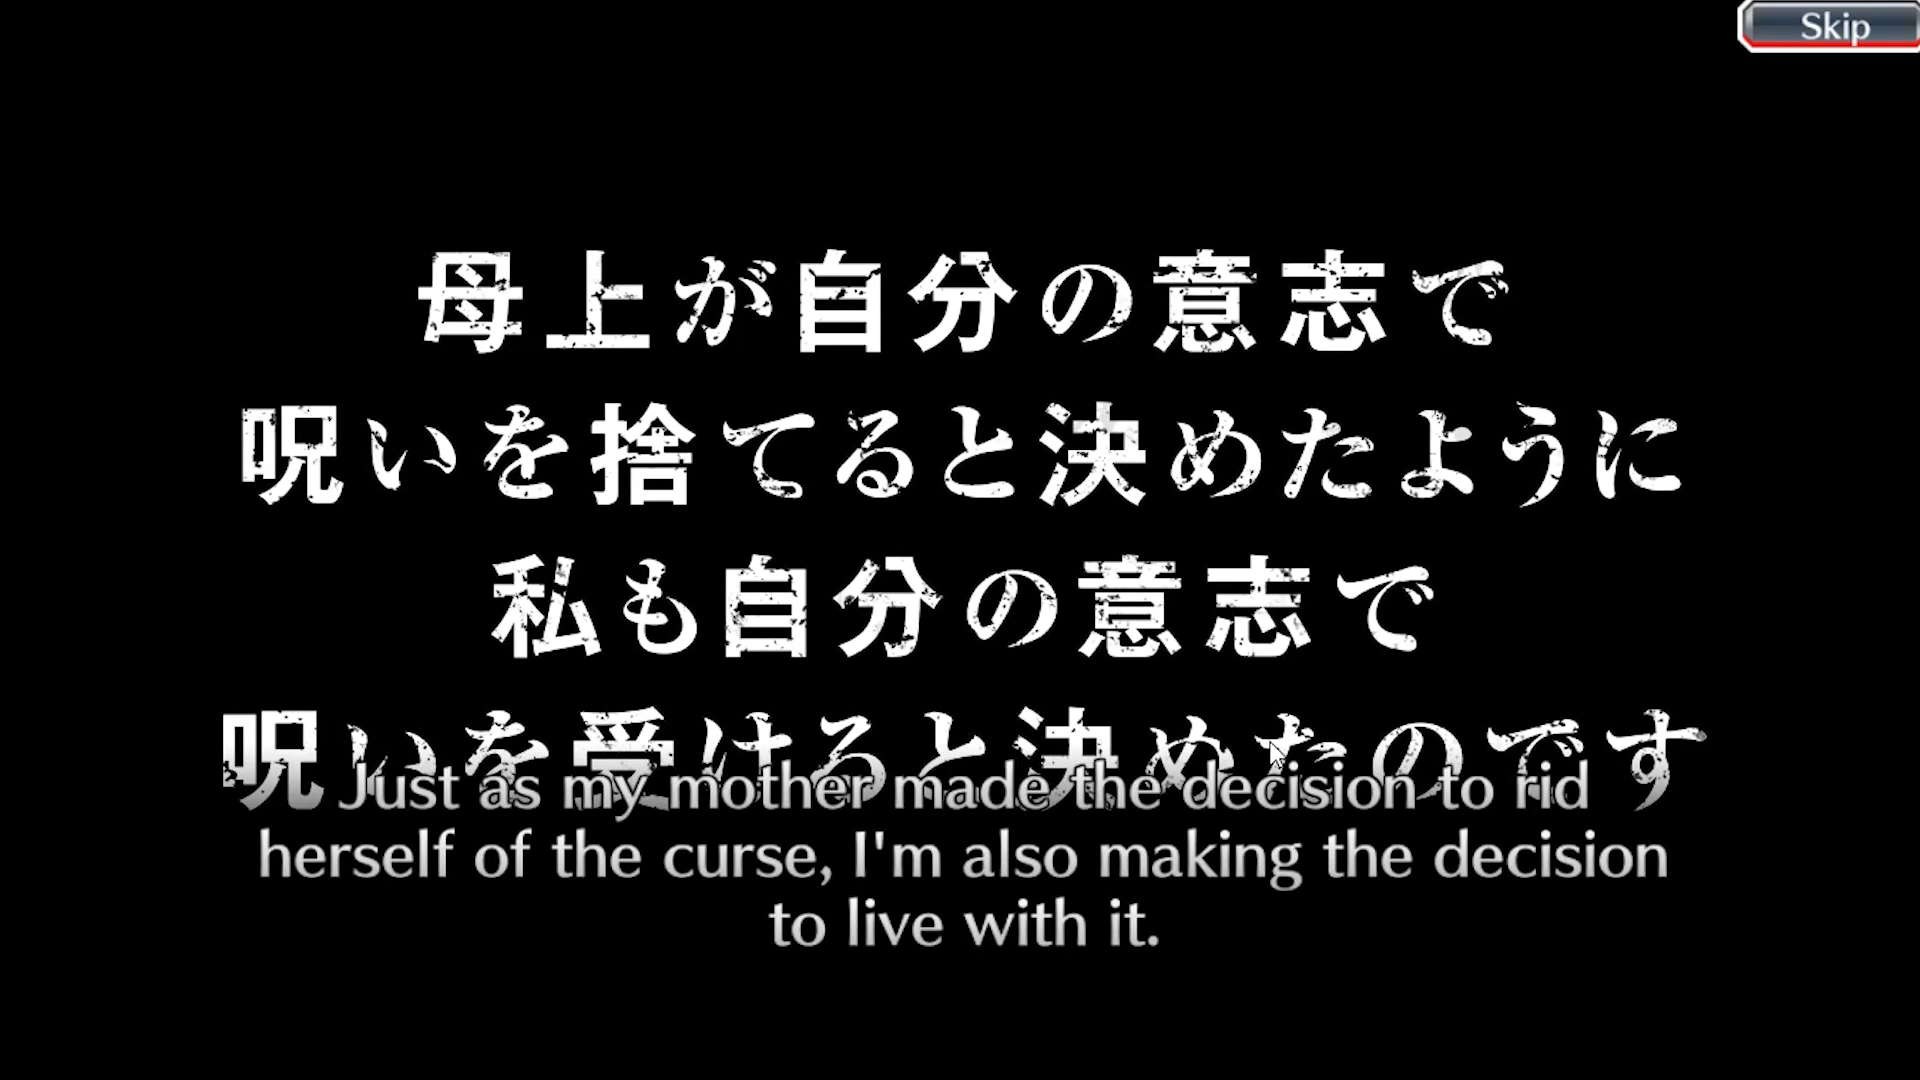 Skip
母上が自分の意志で
呪いを捨てると決めたように
私も自分の意志で
呪いを受けると決めたのです
Just as my mother made the decision to rid
herself of the curse, I'm also making the decision
to live with it.